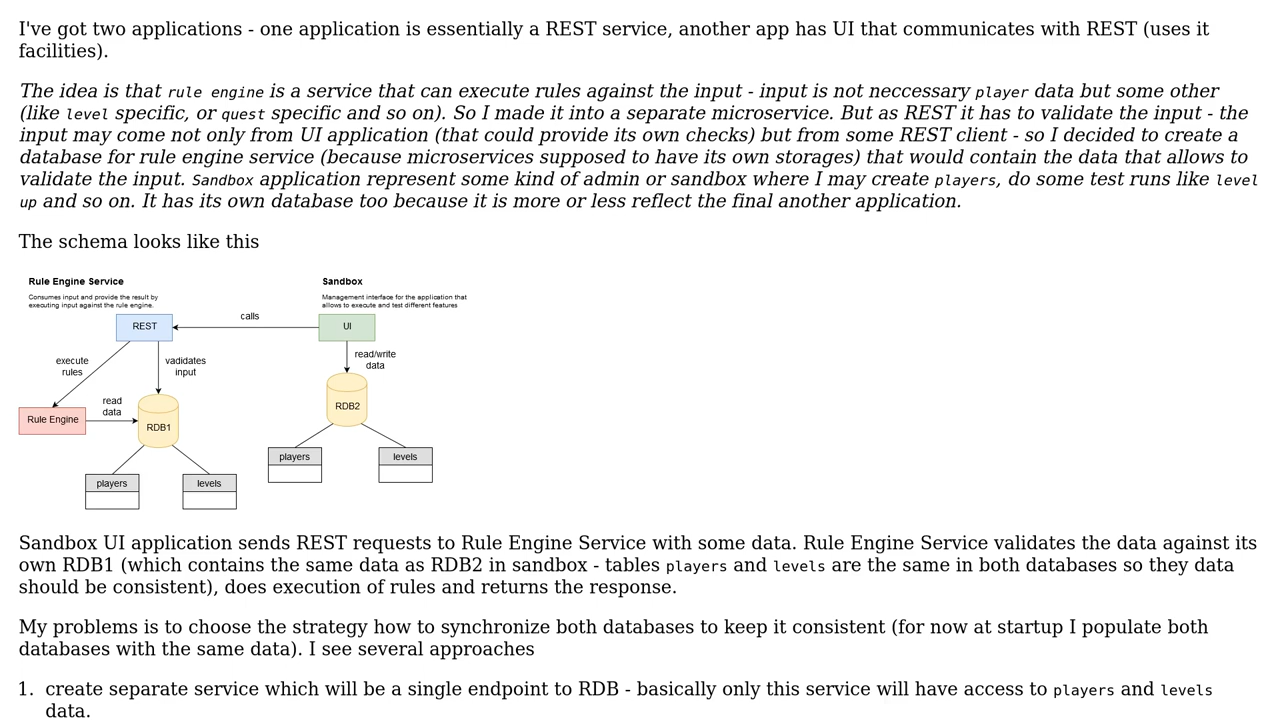 I've got two applications - one application is essentially a REST service, another app has UI that communicates with REST (uses it
facilities).
The idea is that rule engine is a service that can execute rules against the input - input is not neccessary player data but some other
(like level specific, or quest specific and so on). So I made it into a separate microservice. But as REST it has to validate the input - the
input may come not only from UI application (that could provide its own checks) but from some REST client - so I decided to create a
database for rule engine service (because microservices supposed to have its own storages) that would contain the data that allows to
validate the input. Sandbox application represent some kind of admin or sandbox where I may create players, do some test runs like level
up and so on. It has its own database too because it is more or less reflect the final another application.
The schema looks like this
Rule Engine Service
Consumes input and provide the result by
executing input against the rule engine.
Sandbox
Management interface for the application that
allows to execute and test different features
REST
calls
UI
execute
rules
vadidates
input
read/write
data
Rule Engine
read
data
RDB1
RDB2
players
levels
players
levels
Sandbox UI application sends REST requests to Rule Engine Service with some data. Rule Engine Service validates the data against its
own RDB1 (which contains the same data as RDB2 in sandbox - tables players and levels are the same in both databases so they data
should be consistent), does execution of rules and returns the response.
My problems is to choose the strategy how to synchronize both databases to keep it consistent (for now at startup I populate both
databases with the same data). I see several approaches
1. create separate service which will be a single endpoint to RDB - basically only this service will have access to players and levels
data.